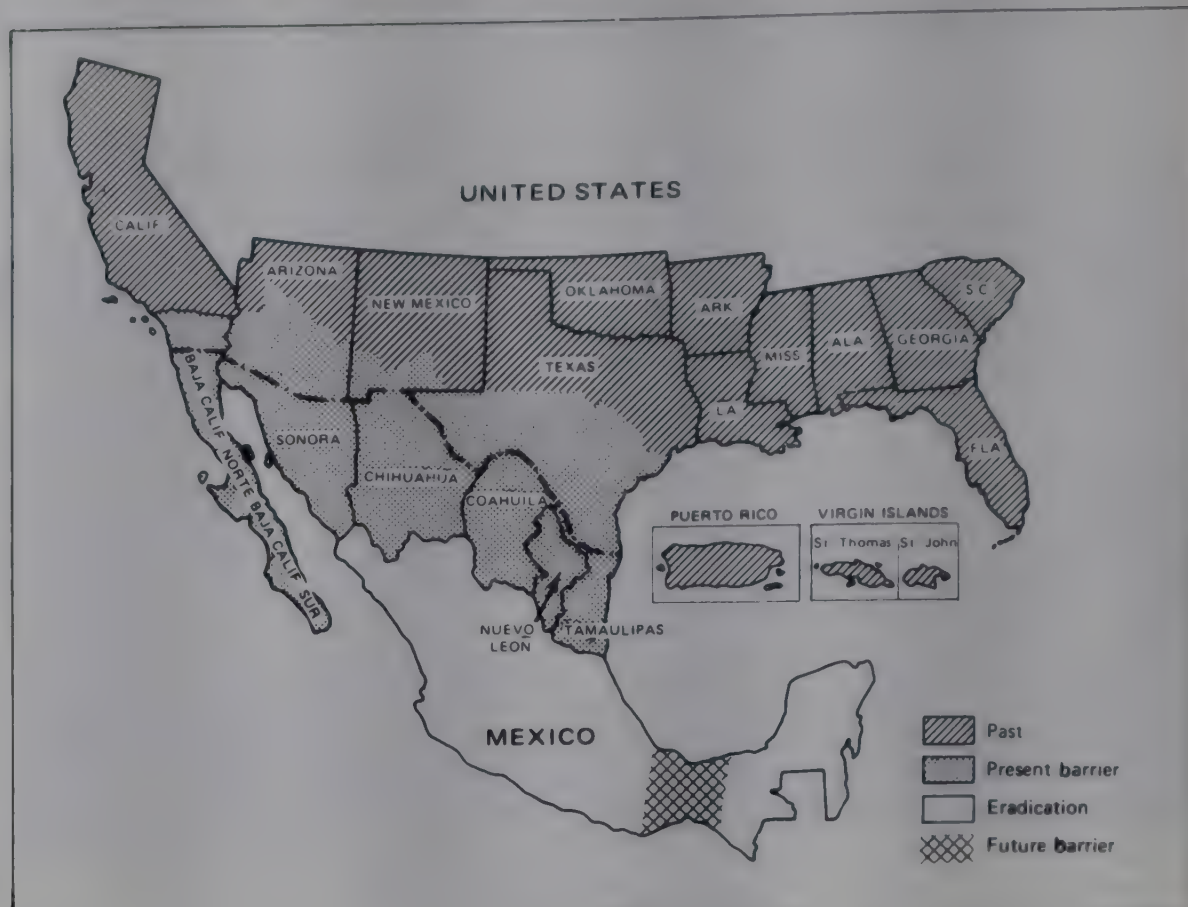 UNITED STATES
CALIF
ARIZONA
NEW MEXICO
OKLAHOMA
ARK
S C
MISS
ALA
GEORGIA
TEXAS
LA
FLA
BAJA CALIF NORTE
BAJA CALIF SUR
SONORA
CHIHUAHUA
COAHUILA
PUERTO RICO
VIRGIN ISLANDS
St Thomas
St John
NUEVO
LEON
TAMAULIPAS
MEXICO
Past
Present barrier
Eradication
Future barrier